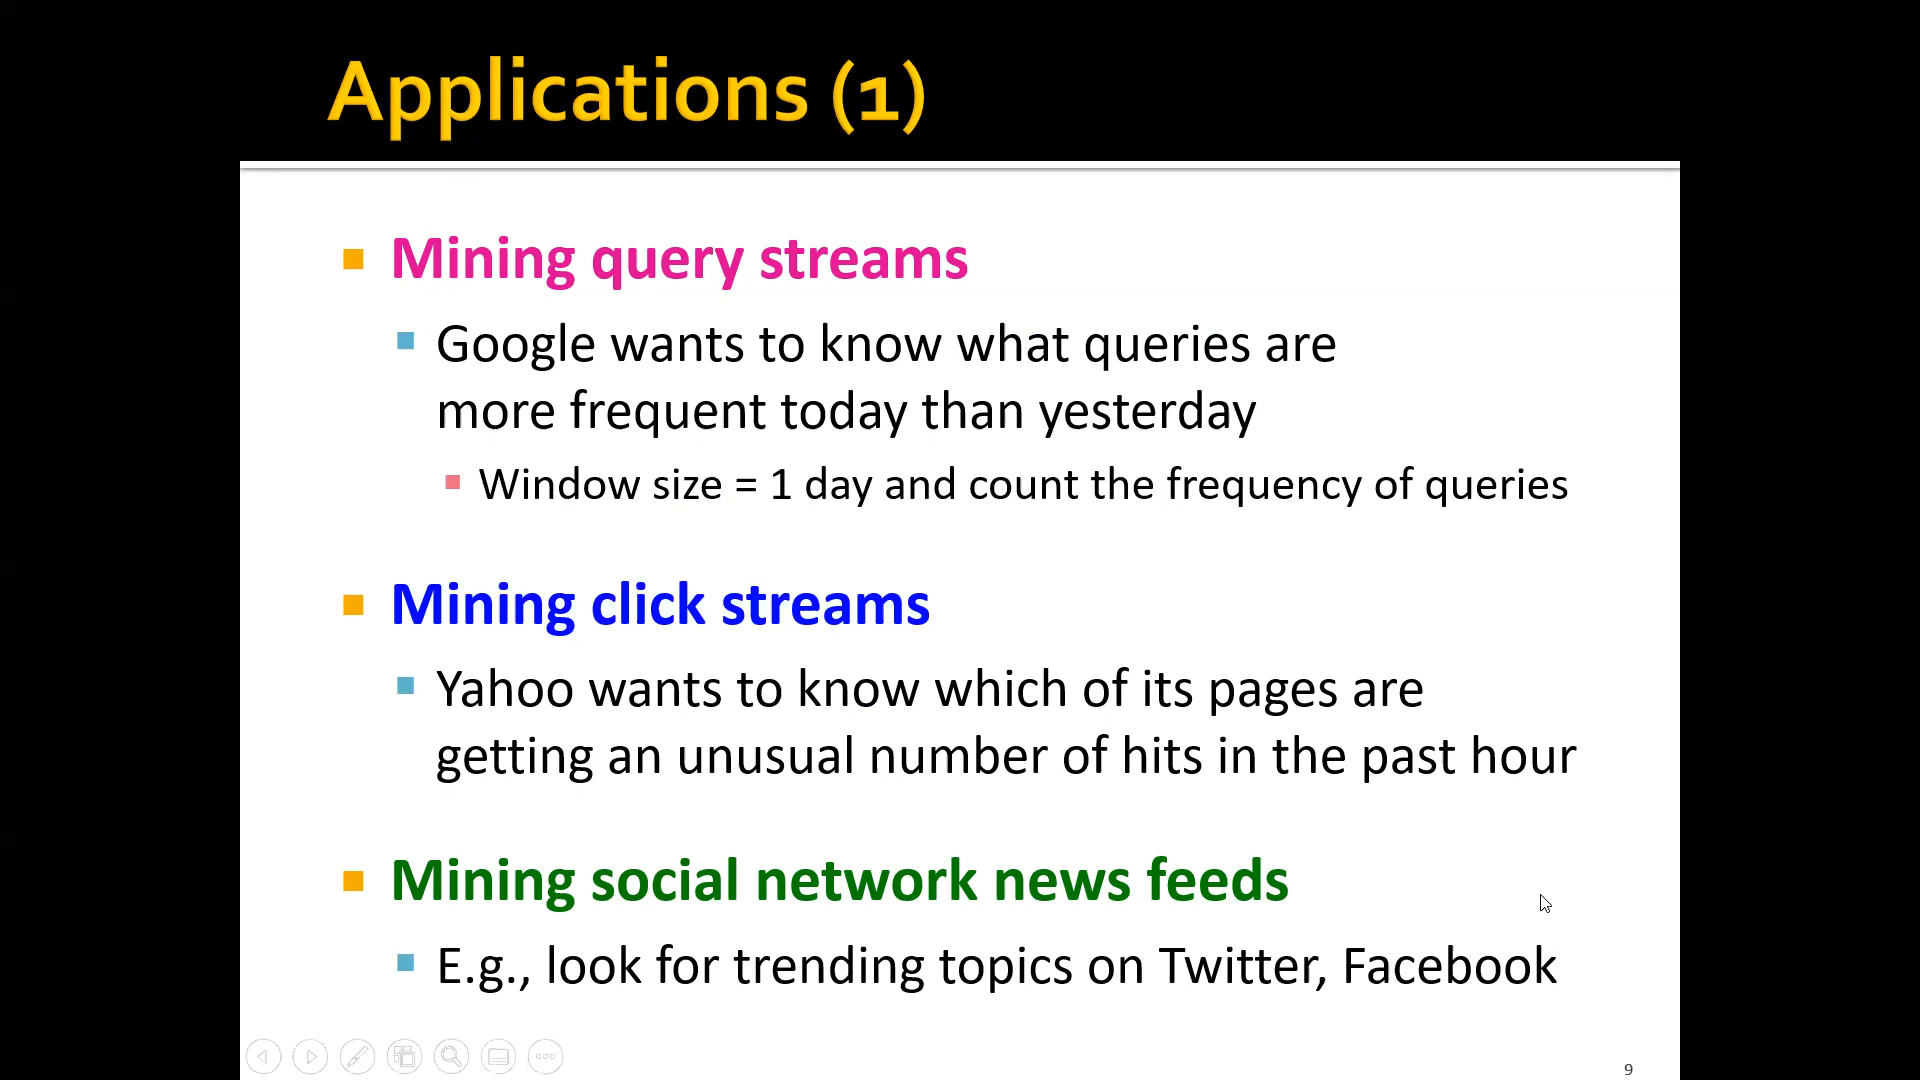 Applications (1)
Mining query streams
Google wants to know what queries are
more frequent today than yesterday
Window size = 1 day and count the frequency of queries
Mining click streams
Yahoo wants to know which of its pages are
getting an unusual number of hits in the past hour
Mining social network news feeds
E.g., look for trending topics on Twitter, Facebook
9